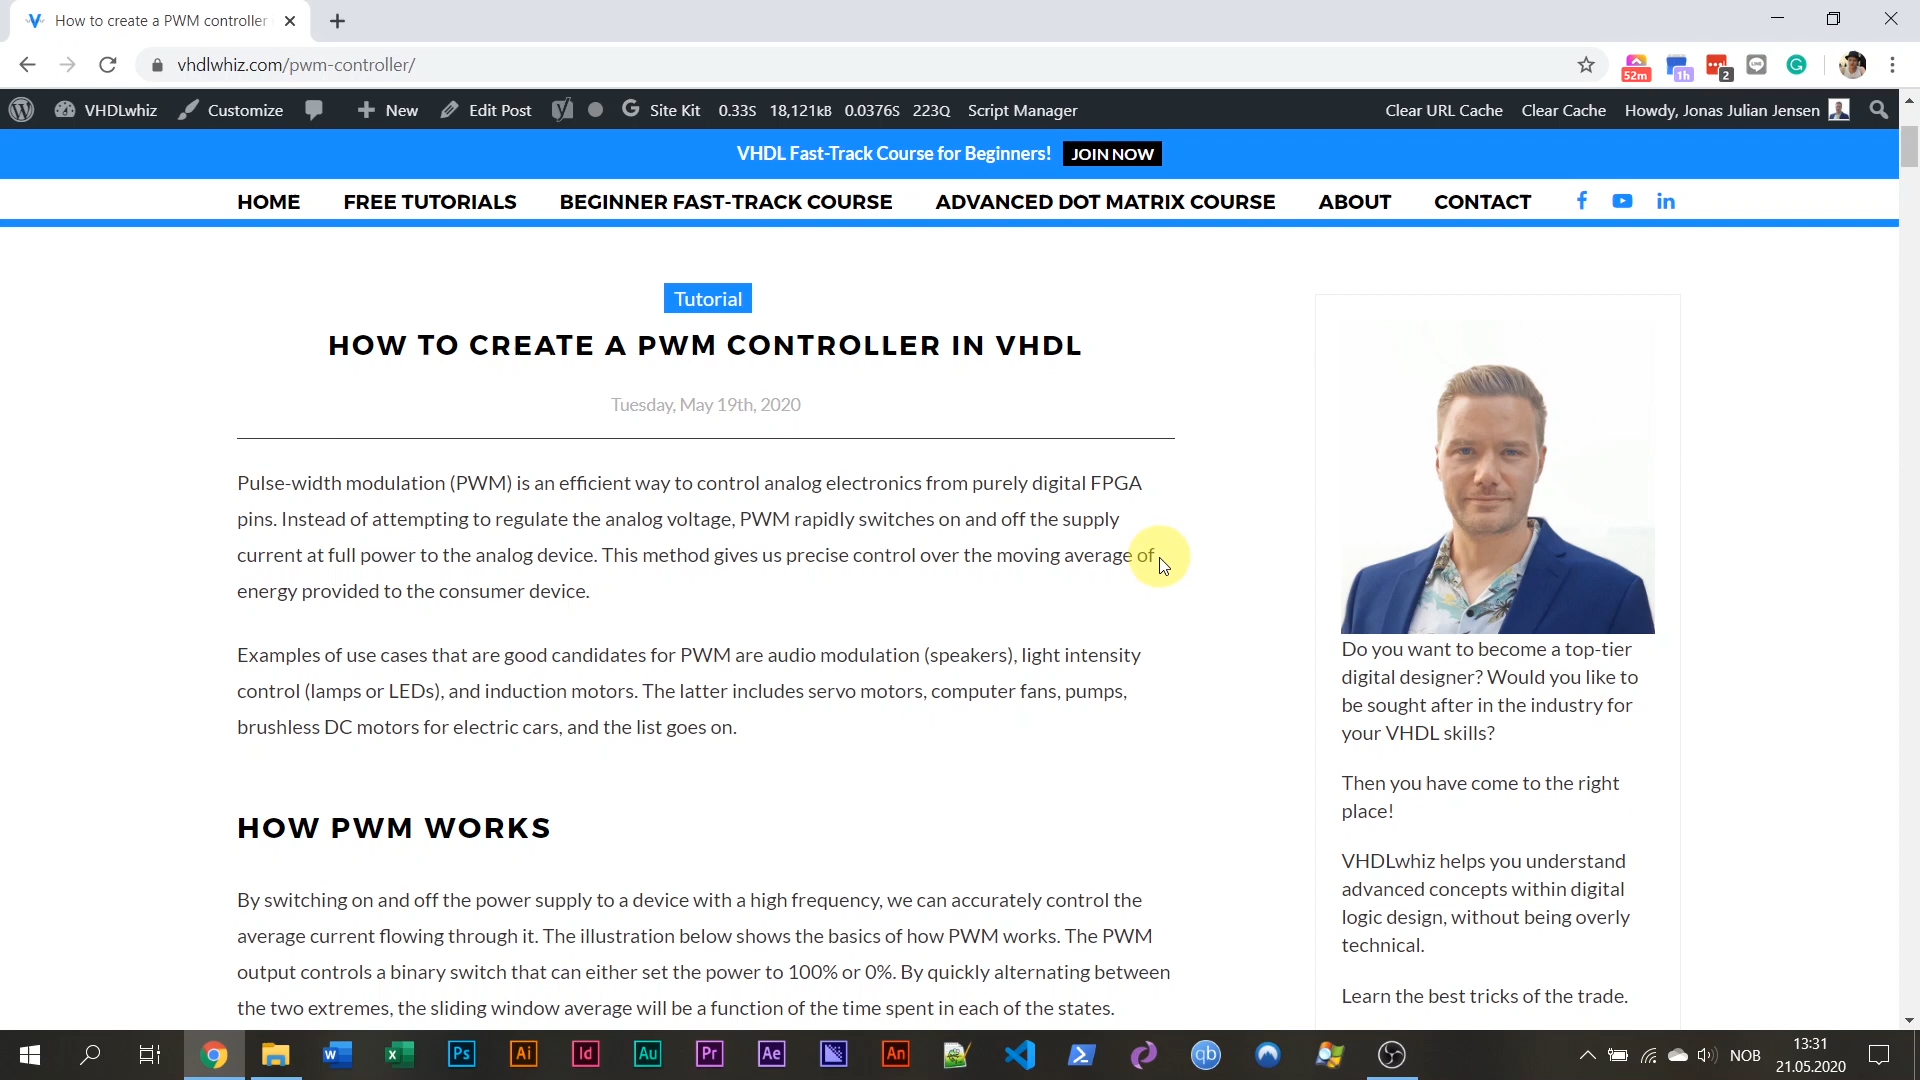 How to create a PWM controller
vhdlwhiz.com/pwm-controller/
52m
1h
2
VHDLwhiz
Customize
New
Edit Post
Site Kit
0.33S 18,121kB 0.0376S 223Q
Script Manager
Clear URL Cache
Clear Cache
Howdy, Jonas Julian Jensen
VHDL Fast-Track Course for Beginners! JOIN NOW
HOME FREE TUTORIALS BEGINNER FAST-TRACK COURSE ADVANCED DOT MATRIX COURSE ABOUT CONTACT
Tutorial
HOW TO CREATE A PWM CONTROLLER IN VHDL
Tuesday, May 19th, 2020
Pulse-width modulation (PWM) is an efficient way to control analog electronics from purely digital FPGA
pins. Instead of attempting to regulate the analog voltage, PWM rapidly switches on and off the supply
current at full power to the analog device. This method gives us precise control over the moving average of
energy provided to the consumer device.
Examples of use cases that are good candidates for PWM are audio modulation (speakers), light intensity
control (lamps or LEDs), and induction motors. The latter includes servo motors, computer fans, pumps,
brushless DC motors for electric cars, and the list goes on.
HOW PWM WORKS
By switching on and off the power supply to a device with a high frequency, we can accurately control the
average current flowing through it. The illustration below shows the basics of how PWM works. The PWM
output controls a binary switch that can either set the power to 100% or 0%. By quickly alternating between
the two extremes, the sliding window average will be a function of the time spent in each of the states.
Do you want to become a top-tier
digital designer? Would you like to
be sought after in the industry for
your VHDL skills?
Then you have come to the right
place!
VHDLwhiz helps you understand
advanced concepts within digital
logic design, without being overly
technical.
Learn the best tricks of the trade.
Ps
Ai
Id
Au
Pr
Ae
An
qb
NOB
13:31
21.05.2020